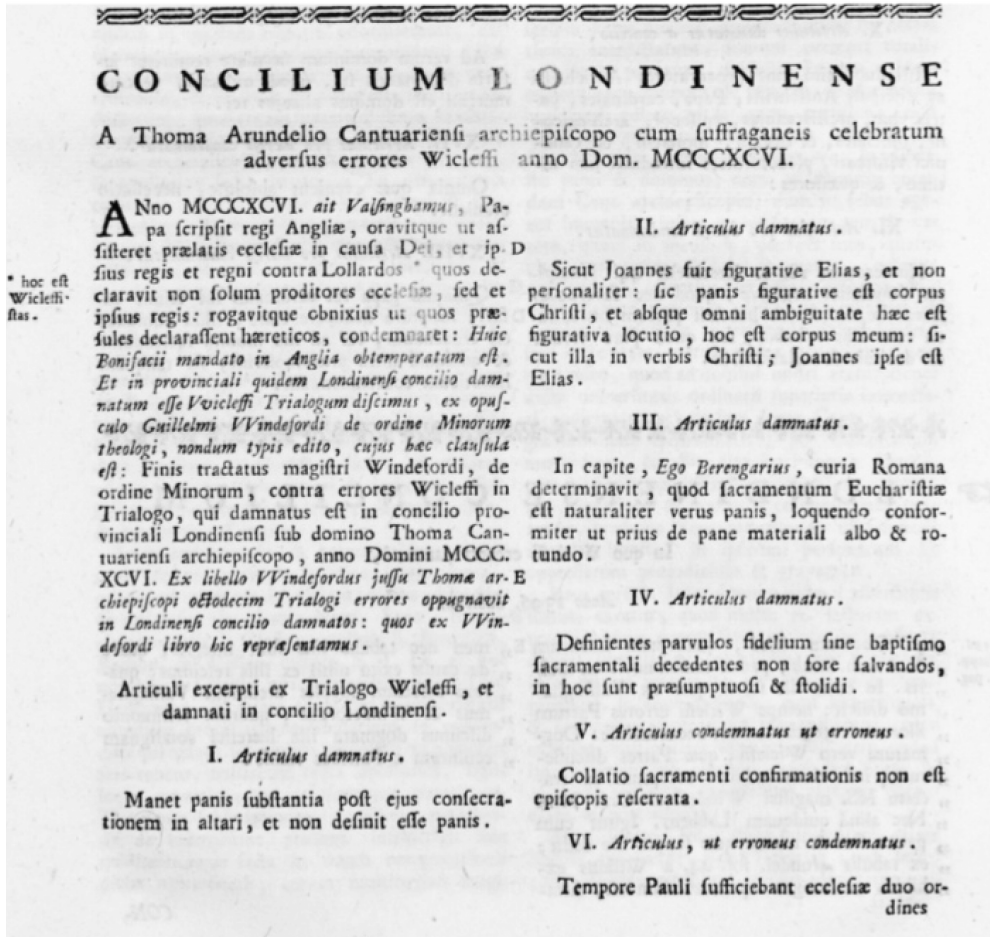 CONCILIUM LONDINENSE
A Thoma Arundelio Cantuariensi archiepiscopo cum suffraganeis celebratum
adversus errores Wicleffi anno Dom. MCCCXCVI.
ANno MCCCXCVI. ait Valsinghamus, Pa-
pa scripsit regi Angliæ, oravitque ut as-
sisteret prælatis ecclesiæ in causa Dei, et ip-
sius regis et regni contra Lollardos * quos de-
claravit non solum proditores ecclesiæ, sed et
ipsius regis: rogavitque obnixius ut quos præ-
sules declarassent hæreticos, condemnaret: Huic
Bonifacii mandato in Anglia obtemperatum est.
Et in provinciali quidem Londinensi concilio dam-
natum esse Vvicleffi Trialogum discimus, ex opus-
culo Guillelmi VVindefordi de ordine Minorum
theologi, nondum typis edito, cujus hæc clausula
est: Finis tractatus magistri Windefordi, de
ordine Minorum, contra errores Wicleffi in
Trialogo, qui damnatus est in concilio pro-
vinciali Londinensi sub domino Thoma Can-
tuariensi archiepiscopo, anno Domini MCCC.
XCVI. Ex libello VVindefordus jussu Thomæ ar-
chiepiscopi octodecim Trialogi errores oppugnavit
in Londinensi concilio damnatos: quos ex VVin-
defordi libro hic repræsentamus.
* hoc est
Wicleffi-
stas.
D
E
Articuli excerpti ex Trialogo Wicleffi, et
damnati in concilio Londinensi.
I. Articulus damnatus.
Manet panis substantia post ejus consecra-
tionem in altari, et non desinit esse panis.
II. Articulus damnatus.
Sicut Joannes fuit figurative Elias, et non
personaliter: sic panis figurative est corpus
Christi, et absque omni ambiguitate hæc est
figurativa locutio, hoc est corpus meum: si-
cut illa in verbis Christi; Joannes ipse est
Elias.
III. Articulus damnatus.
In capite, Ego Berengarius, curia Romana
determinavit, quod sacramentum Eucharistiæ
est naturaliter verus panis, loquendo confor-
miter ut prius de pane materiali albo & ro-
tundo.
IV. Articulus damnatus.
Definientes parvulos fidelium sine baptismo
sacramentali decedentes non fore salvandos,
in hoc sunt præsumptuosi & stolidi.
V. Articulus condemnatus ut erroneus.
Collatio sacramenti confirmationis non est
episcopis reservata.
VI. Articulus, ut erroneus condemnatus.
Tempore Pauli sufficiebant ecclesiæ duo or-
dines